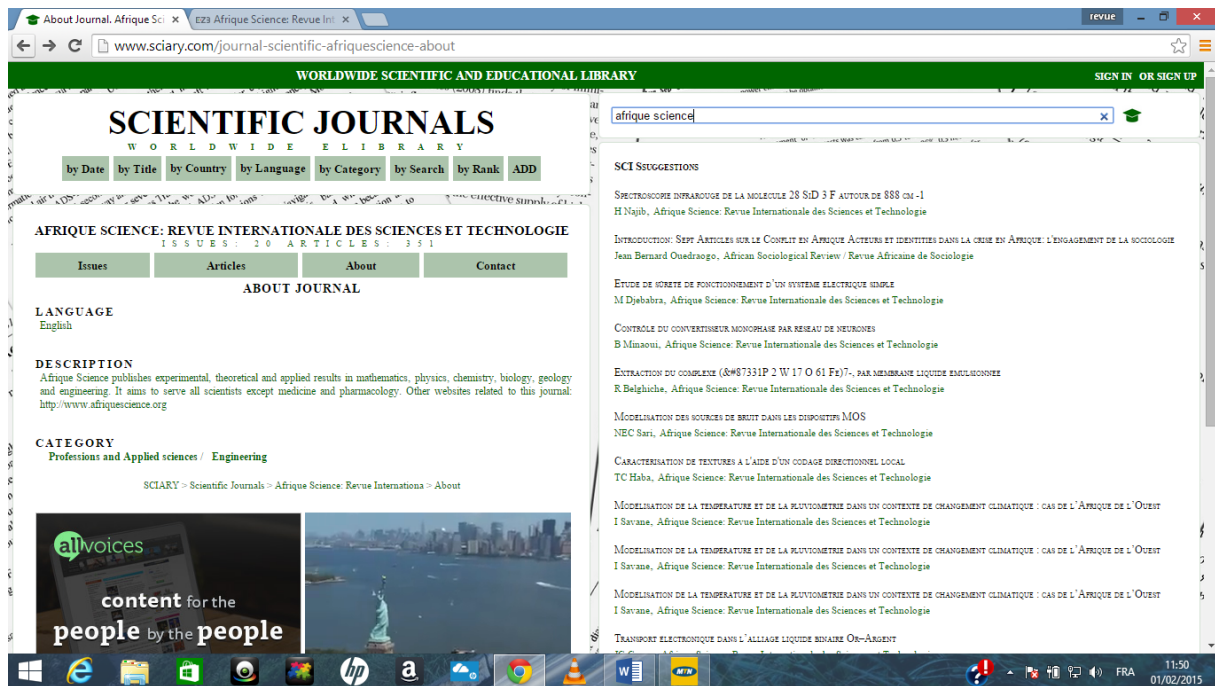 About Journal. Afrique Sci
EZ3 Afrique Science: Revue Int
revue
www.sciary.com/journal-scientific-afriquescience-about
WORLDWIDE SCIENTIFIC AND EDUCATIONAL LIBRARY
SIGN IN OR SIGN UP
SCIENTIFIC JOURNALS
WORLDWIDE ELIBRARY
by Date by Title by Country by Language by Category by Search by Rank ADD
AFRIQUE SCIENCE: REVUE INTERNATIONALE DES SCIENCES ET TECHNOLOGIE
ISSUES: 20 ARTICLES: 351
Issues Articles About Contact
ABOUT JOURNAL
LANGUAGE
English
DESCRIPTION
Afrique Science publishes experimental, theoretical and applied results in mathematics, physics, chemistry, biology, geology
and engineering. It aims to serve all scientists except medicine and pharmacology. Other websites related to this journal:
http://www.afriquescience.org
CATEGORY
Professions and Applied sciences / Engineering
SCIARY > Scientific Journals > Afrique Science: Revue Internationa > About
allvoices
content for the
people by the people
afrique science
SCI SUGGESTIONS
SPECTROSCOPIE INFRAROUGE DE LA MOLECULE 28 SID 3 F AUTOUR DE 888 CM -1
H Najib, Afrique Science: Revue Internationale des Sciences et Technologie
INTRODUCTION: SEPT ARTICLES SUR LE CONFLIT EN AFRIQUE ACTEURS ET IDENTITIES DANS LA CRISE EN AFRIQUE: L'ENGAGEMENT DE LA SOCIOLOGIE
Jean Bernard Ouedraogo, African Sociological Review / Revue Africaine de Sociologie
ETUDE DE SÛRETE DE FONCTIONNEMENT D'UN SYSTEME ELECTRIQUE SIMPLE
M Djebabra, Afrique Science: Revue Internationale des Sciences et Technologie
CONTRÔLE DU CONVERTISSEUR MONOPHASE PAR RESEAU DE NEURONES
B Minaoui, Afrique Science: Revue Internationale des Sciences et Technologie
EXTRACTION DU COMPLEXE (&#87331P 2 W 17 O 61 FE)7-, PAR MEMBRANE LIQUIDE EMULSIONNEE
R Belghiche, Afrique Science: Revue Internationale des Sciences et Technologie
MODELISATION DES SOURCES DE BRUIT DANS LES DISPOSITIFS MOS
NEC Sari, Afrique Science: Revue Internationale des Sciences et Technologie
CARACTERISATION DE TEXTURES A L'AIDE D'UN CODAGE DIRECTIONNEL LOCAL
TC Haba, Afrique Science: Revue Internationale des Sciences et Technologie
MODELISATION DE LA TEMPERATURE ET DE LA PLUVIOMETRIE DANS UN CONTEXTE DE CHANGEMENT CLIMATIQUE : CAS DE L'AFRIQUE DE L'OUEST
I Savane, Afrique Science: Revue Internationale des Sciences et Technologie
MODELISATION DE LA TEMPERATURE ET DE LA PLUVIOMETRIE DANS UN CONTEXTE DE CHANGEMENT CLIMATIQUE : CAS DE L'AFRIQUE DE L'OUEST
I Savane, Afrique Science: Revue Internationale des Sciences et Technologie
MODELISATION DE LA TEMPERATURE ET DE LA PLUVIOMETRIE DANS UN CONTEXTE DE CHANGEMENT CLIMATIQUE : CAS DE L'AFRIQUE DE L'OUEST
I Savane, Afrique Science: Revue Internationale des Sciences et Technologie
TRANSPORT ELECTRONIQUE DANS L'ALLIAGE LIQUIDE BINAIRE OR–ARGENT
hp
a
MTN
FRA
11:50
01/02/2015